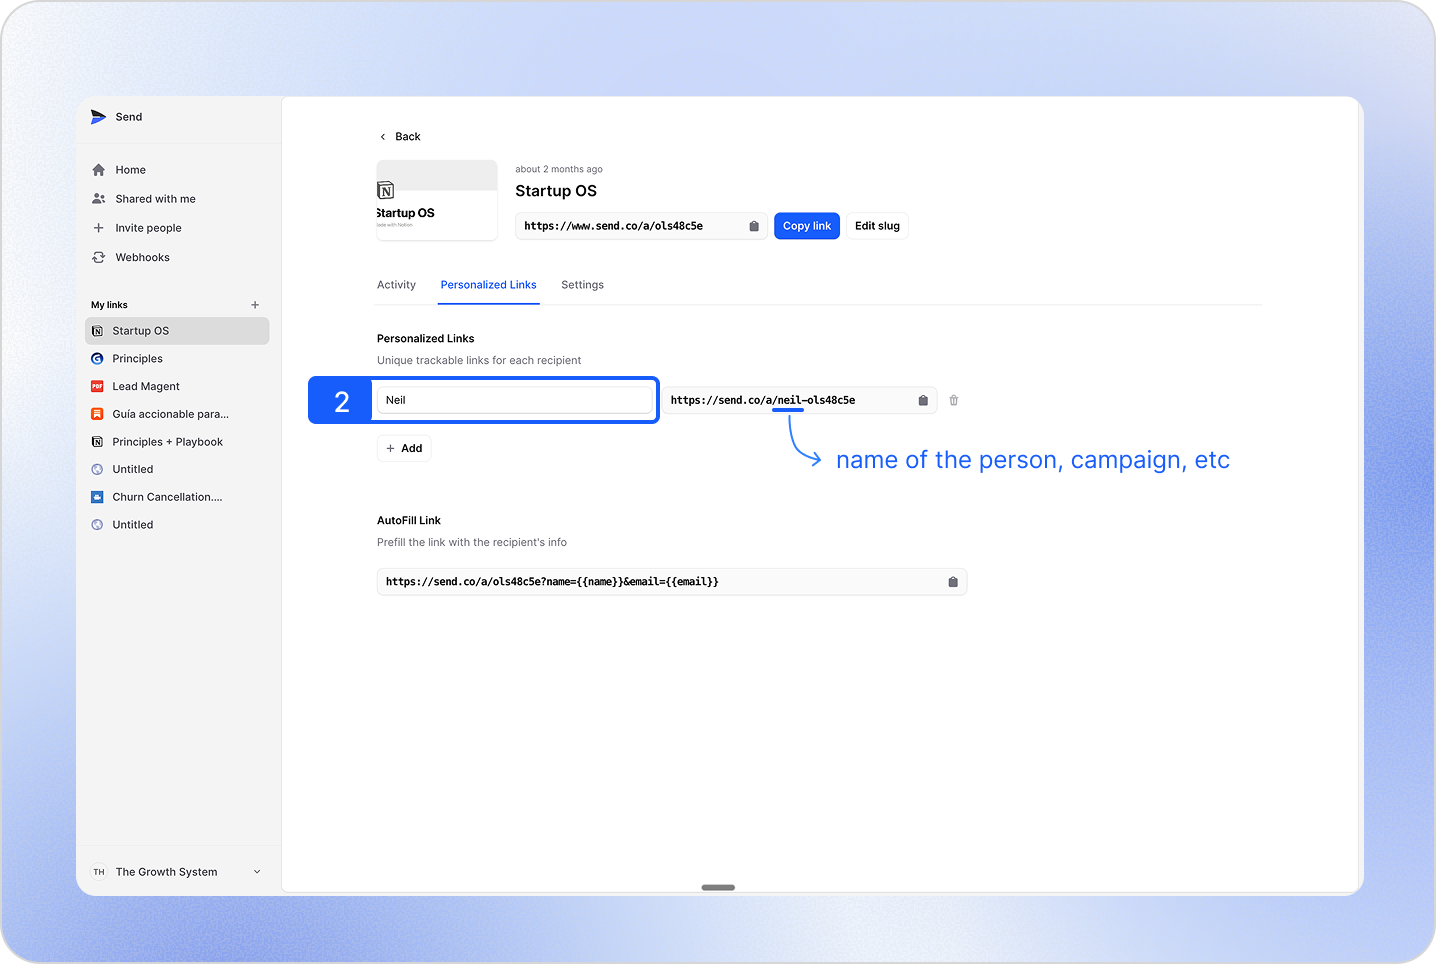 Send
Home
Shared with me
Invite people
Webhooks
My links
Startup OS
Principles
PDF
Lead Magent
Guía accionable para...
Principles + Playbook
Untitled
Churn Cancellation....
Untitled
TH The Growth System
Back
Startup OS
Made with Notion
about 2 months ago
Startup OS
https://www.send.co/a/ols48c5e
Copy link
Edit slug
Activity
Personalized Links
Settings
Personalized Links
Unique trackable links for each recipient
2
Neil
https://send.co/a/neil-ols48c5e
+ Add
name of the person, campaign, etc
AutoFill Link
Prefill the link with the recipient's info
https://send.co/a/ols48c5e?name={{name}}&email={{email}}